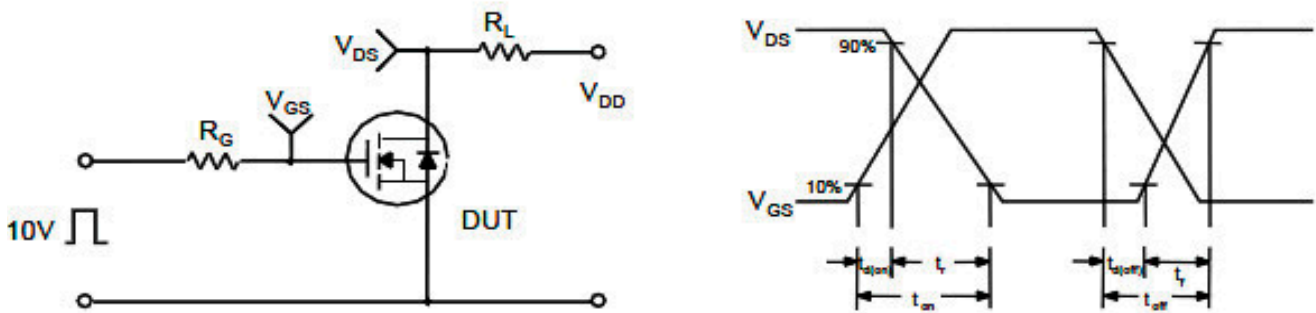 R_L
V_DS
V_DD
V_GS
R_G
10V
DUT
V_DS
90%
10%
V_GS
t_d(on)
t_r
t_on
t_d(off)
t_f
t_off